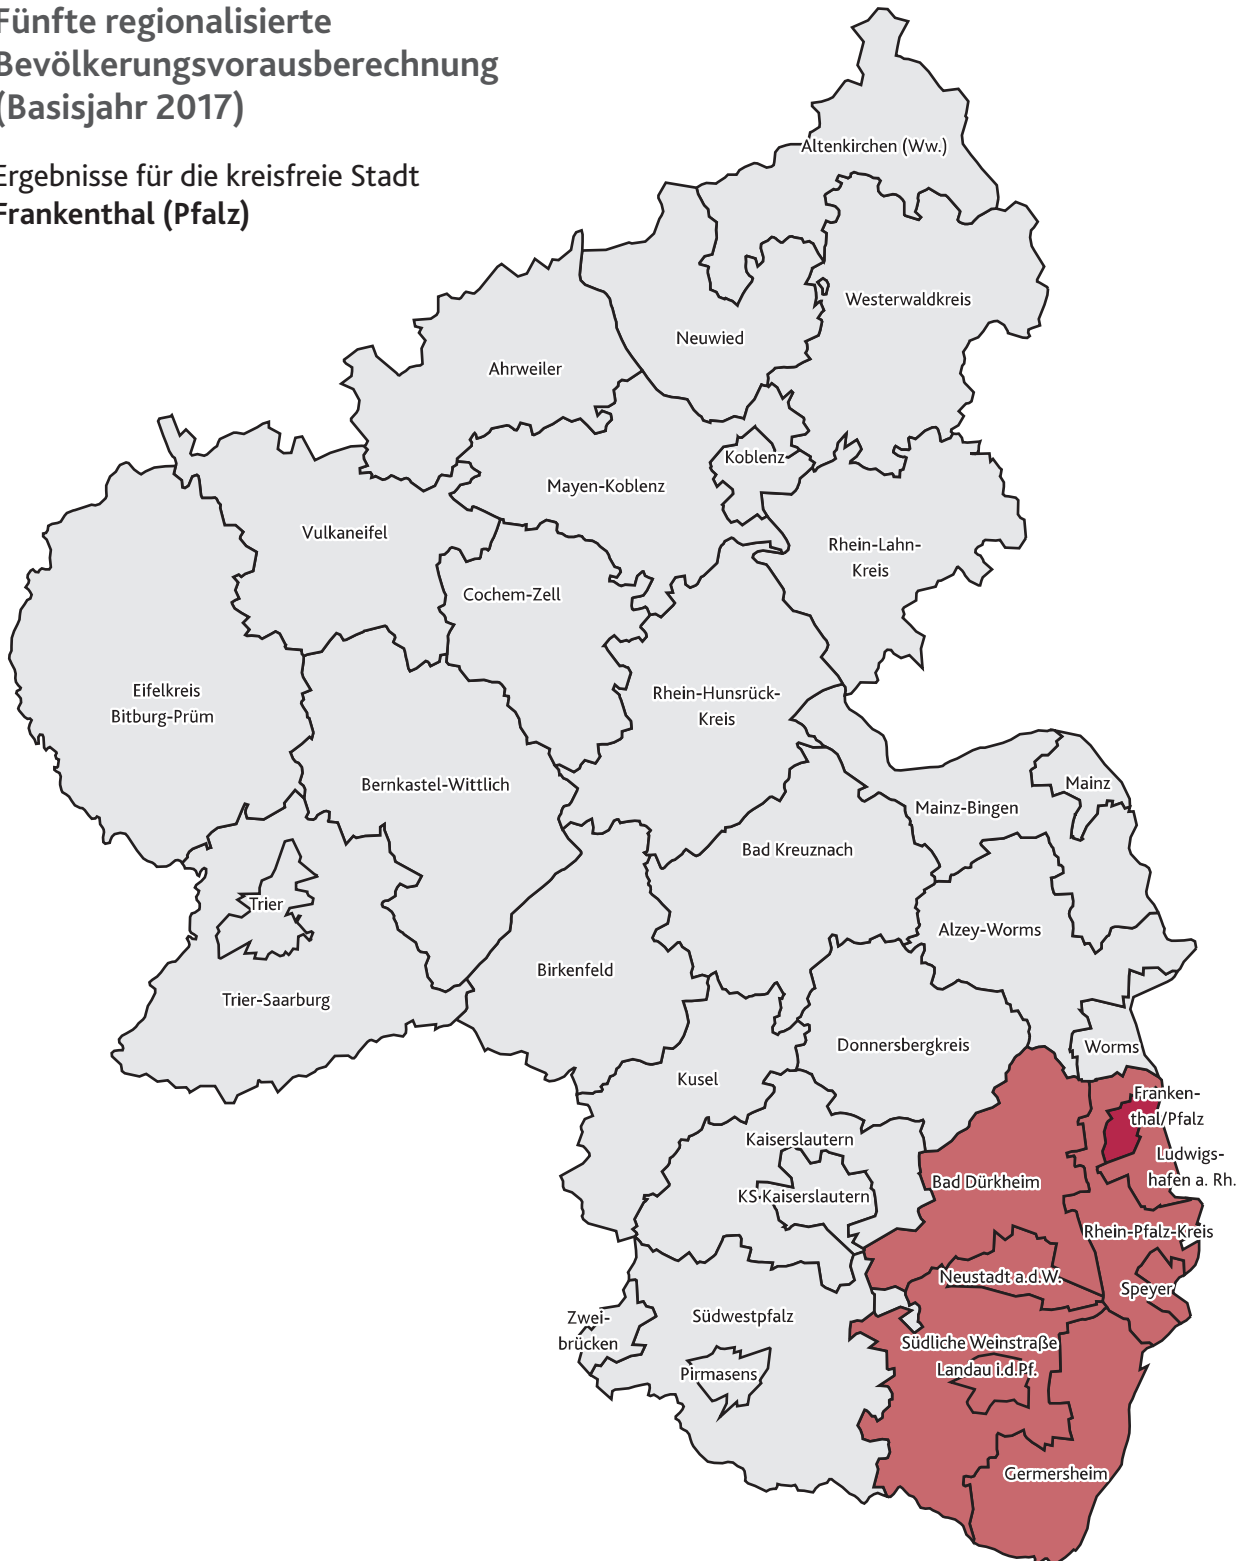 Fünfte regionalisierte
Bevölkerungsvorausberechnung
(Basisjahr 2017)
Ergebnisse für die kreisfreie Stadt
Frankenthal (Pfalz)
Altenkirchen (Ww.)
Westerwaldkreis
Neuwied
Ahrweiler
Koblenz
Mayen-Koblenz
Vulkaneifel
Rhein-Lahn-
Kreis
Cochem-Zell
Eifelkreis
Bitburg-Prüm
Rhein-Hunsrück-
Kreis
Bernkastel-Wittlich
Mainz
Mainz-Bingen
Bad Kreuznach
Trier
Alzey-Worms
Birkenfeld
Trier-Saarburg
Donnersbergkreis
Worms
Kusel
Franken-
thal/Pfalz
Kaiserslautern
Ludwigs-
hafen a. Rh.
Bad Dürkheim
KS-Kaiserslautern
Rhein-Pfalz-Kreis
Neustadt a.d.W.
Speyer
Zwei-
brücken
Südwestpfalz
Südliche Weinstraße
Landau i.d.Pf.
Pirmasens
Germersheim